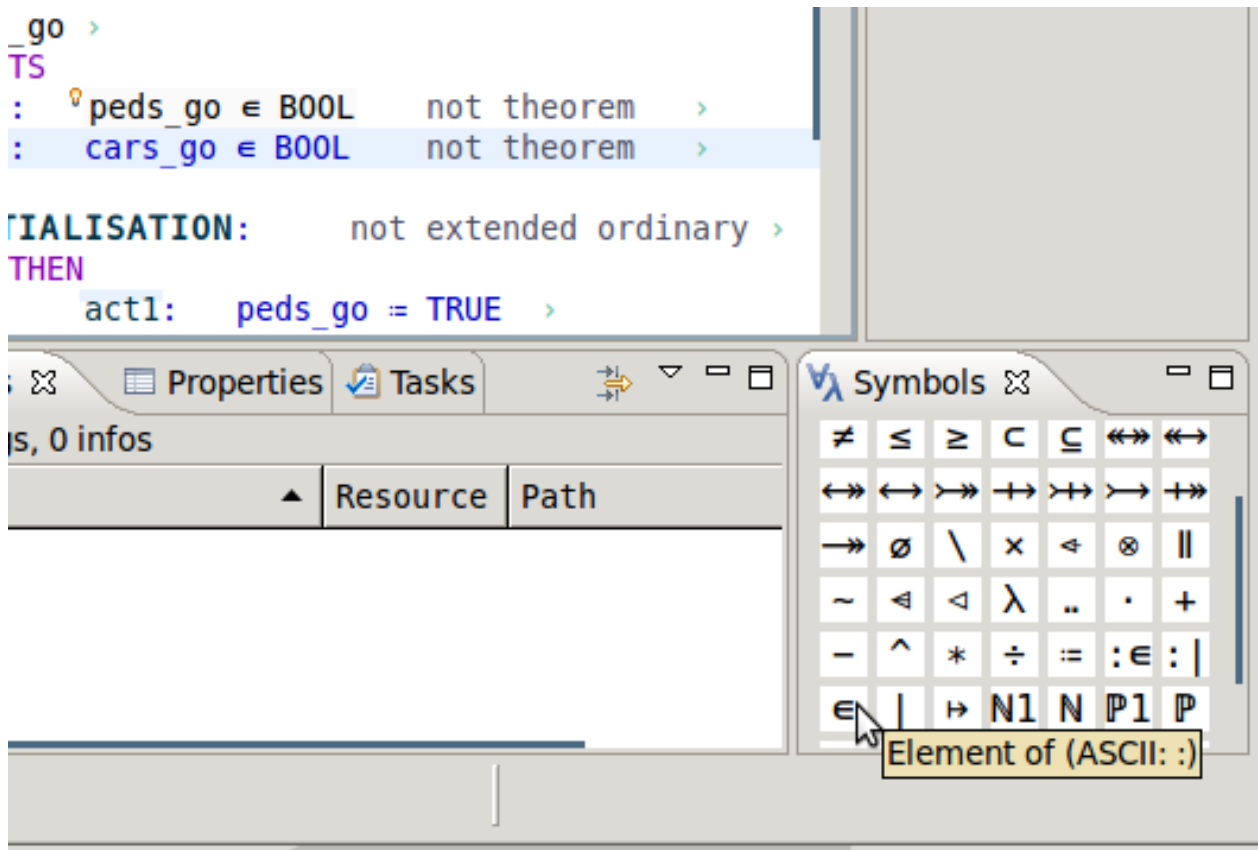 _go ›
TS
: peds_go ∈ BOOL not theorem ›
: cars_go ∈ BOOL not theorem ›
TIALISATION: not extended ordinary ›
THEN
act1: peds_go ≔ TRUE ›
s Properties Tasks
gs, 0 infos
Resource Path
Symbols
≠ ≤ ≥ ⊂ ⊆ 
↔ ⤖ ⇸ ⤔ ↣ ⤀
↠ ∅ ∖ × ⩤ ⊗ ∥
∼ ⩤ ◁ λ ‥ · +
− ^ ∗ ÷ ≔ :∈ :∣
∈ ∣ ↦ ℕ1 ℕ ℙ1 ℙ
Element of (ASCII: :)